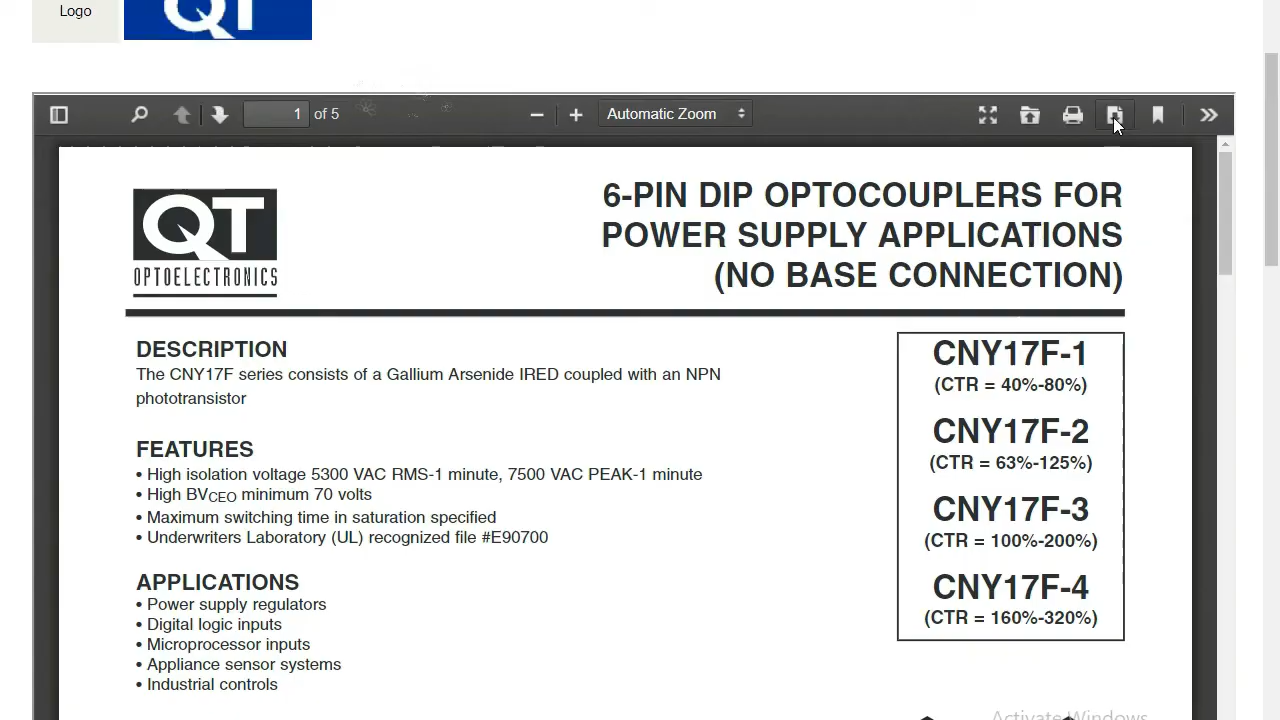 Logo
QT
1 of 5
Automatic Zoom
QT
OPTOELECTRONICS
6-PIN DIP OPTOCOUPLERS FOR
POWER SUPPLY APPLICATIONS
(NO BASE CONNECTION)
DESCRIPTION
The CNY17F series consists of a Gallium Arsenide IRED coupled with an NPN
phototransistor
FEATURES
• High isolation voltage 5300 VAC RMS-1 minute, 7500 VAC PEAK-1 minute
• High BVCEO minimum 70 volts
• Maximum switching time in saturation specified
• Underwriters Laboratory (UL) recognized file #E90700
APPLICATIONS
• Power supply regulators
• Digital logic inputs
• Microprocessor inputs
• Appliance sensor systems
• Industrial controls
CNY17F-1
(CTR = 40%-80%)
CNY17F-2
(CTR = 63%-125%)
CNY17F-3
(CTR = 100%-200%)
CNY17F-4
(CTR = 160%-320%)
Activate Windows